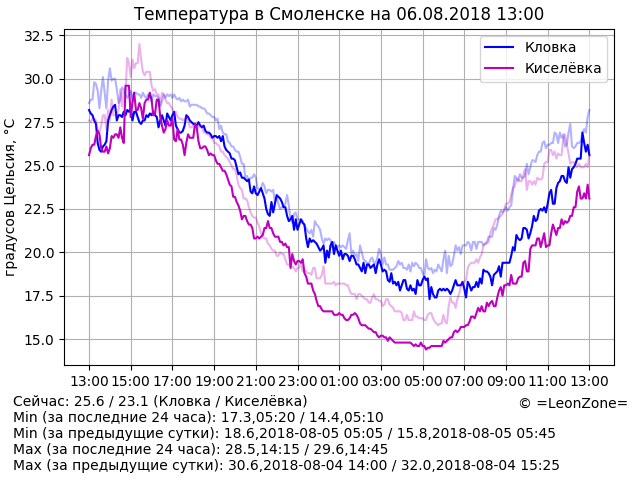 Температура в Смоленске на 06.08.2018 13:00
градусов Цельсия, °C
32.5
30.0
27.5
25.0
22.5
20.0
17.5
15.0
Кловка
Киселёвка
13:00 15:00 17:00 19:00 21:00 23:00 01:00 03:00 05:00 07:00 09:00 11:00 13:00
Сейчас: 25.6 / 23.1 (Кловка / Киселёвка)
© =LeonZone=
Min (за последние 24 часа): 17.3,05:20 / 14.4,05:10
Min (за предыдущие сутки): 18.6,2018-08-05 05:05 / 15.8,2018-08-05 05:45
Max (за последние 24 часа): 28.5,14:15 / 29.6,14:45
Max (за предыдущие сутки): 30.6,2018-08-04 14:00 / 32.0,2018-08-04 15:25